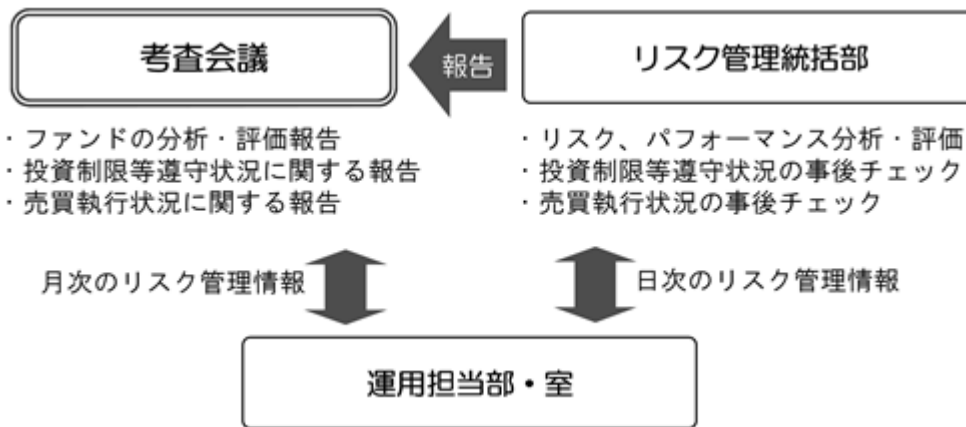 考査会議
報告
リスク管理統括部
・ファンドの分析・評価報告
・投資制限等遵守状況に関する報告
・売買執行状況に関する報告
・リスク、パフォーマンス分析・評価
・投資制限等遵守状況の事後チェック
・売買執行状況の事後チェック
月次のリスク管理情報
日次のリスク管理情報
運用担当部・室